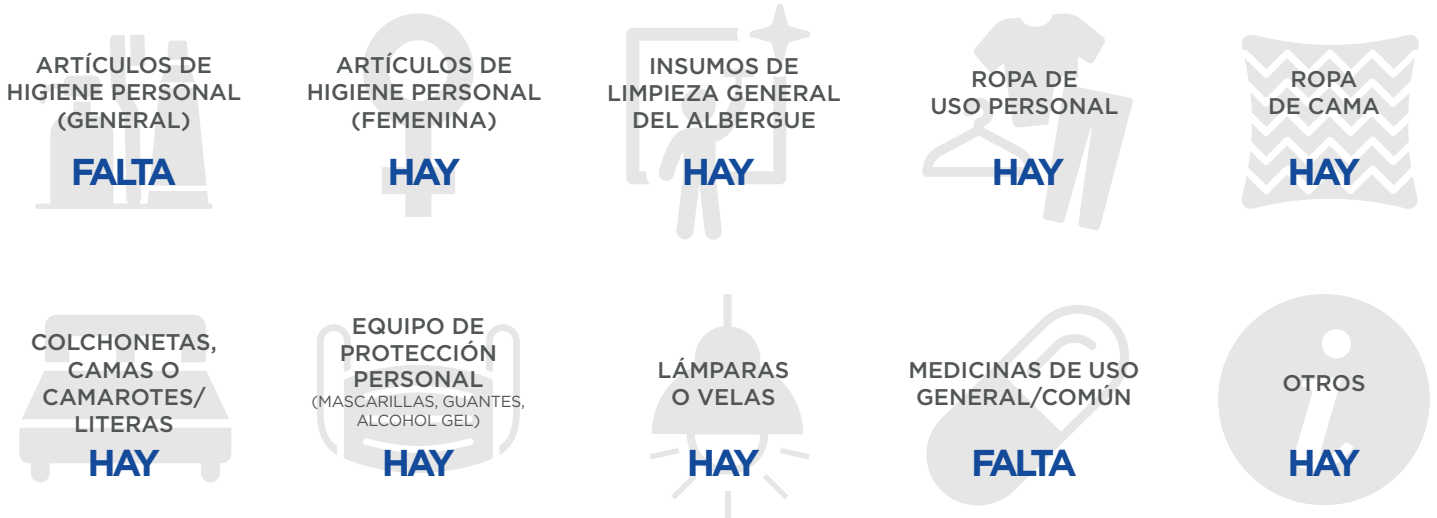 ARTÍCULOS DE
HIGIENE PERSONAL
(GENERAL)
FALTA
ARTÍCULOS DE
HIGIENE PERSONAL
(FEMENINA)
HAY
INSUMOS DE
LIMPIEZA GENERAL
DEL ALBERGUE
HAY
ROPA DE
USO PERSONAL
HAY
ROPA
DE CAMA
HAY
COLCHONETAS,
CAMAS O
CAMAROTES/
LITERAS
HAY
EQUIPO DE
PROTECCIÓN
PERSONAL
(MASCARILLAS, GUANTES,
ALCOHOL GEL)
HAY
LÁMPARAS
O VELAS
HAY
MEDICINAS DE USO
GENERAL/COMÚN
FALTA
OTROS
HAY